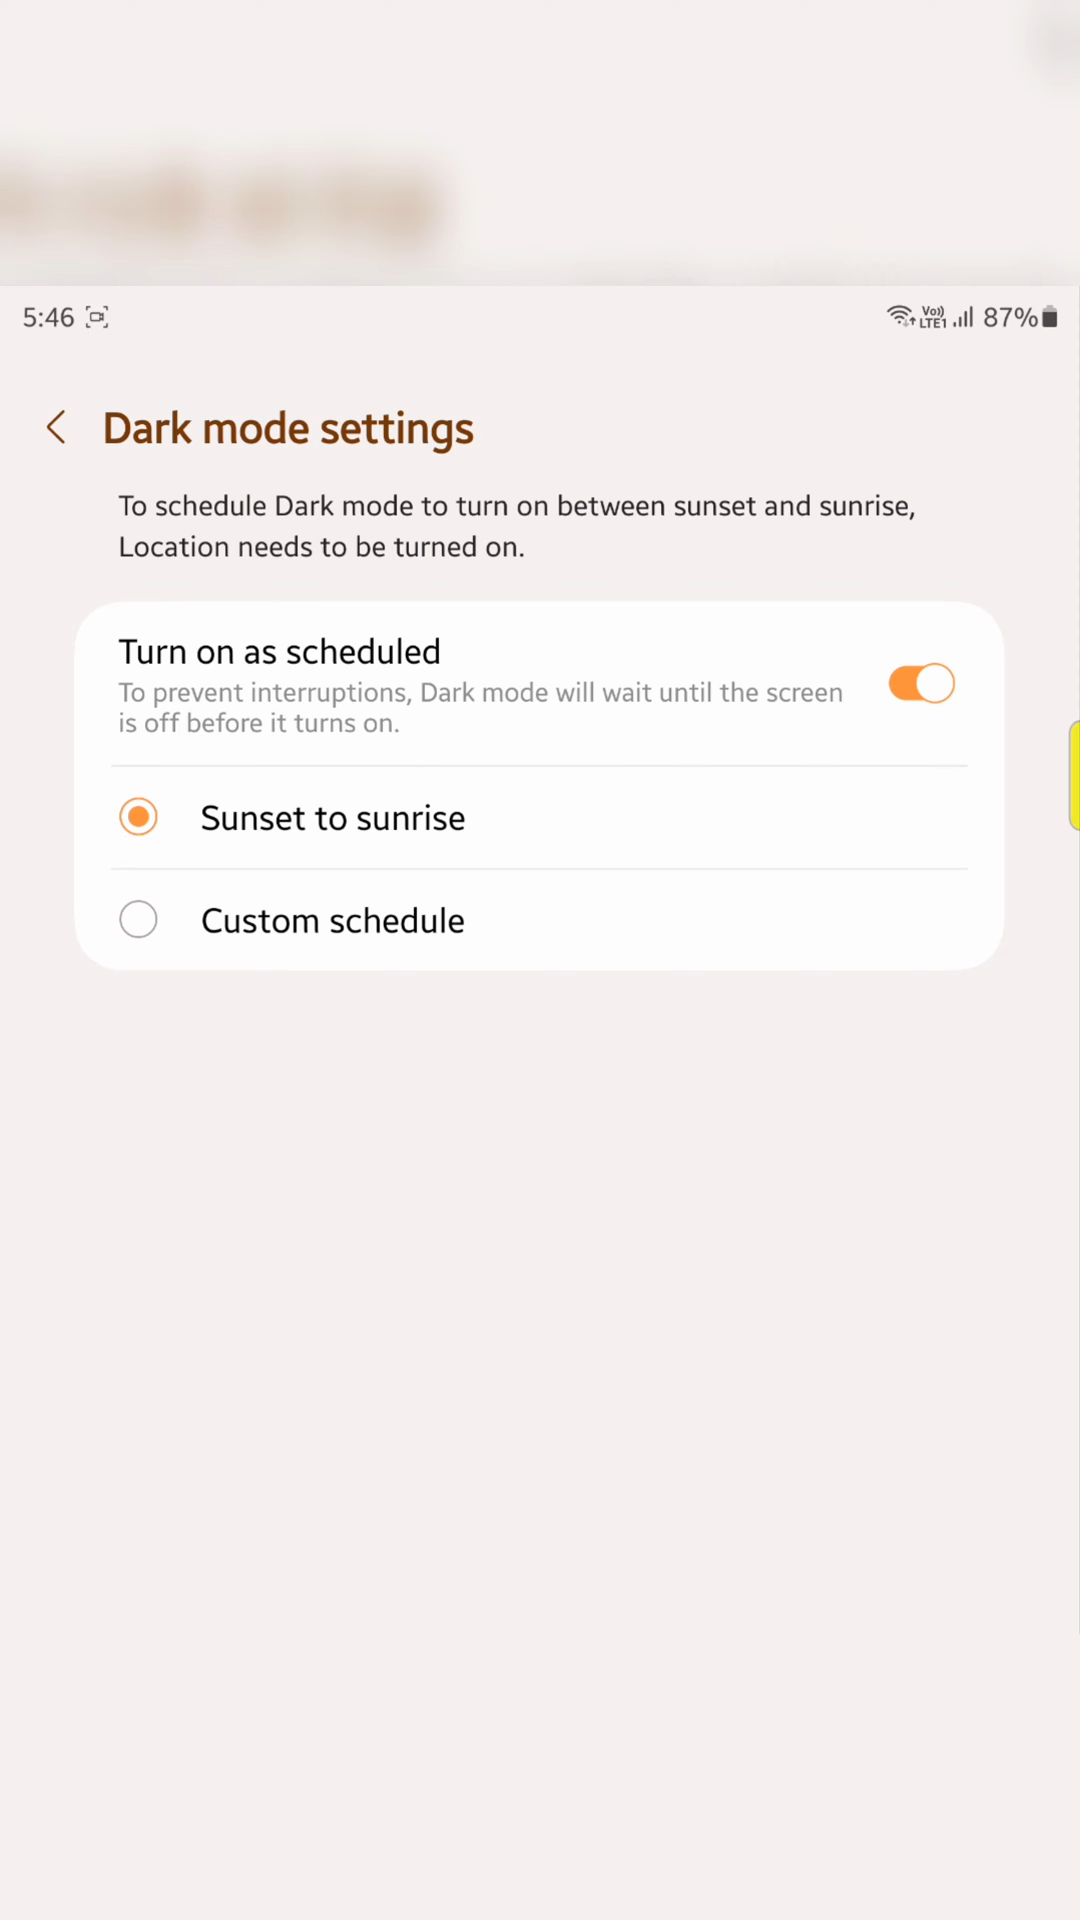 5:46
Vo)) LTE1 87%
Dark mode settings
To schedule Dark mode to turn on between sunset and sunrise,
Location needs to be turned on.
Turn on as scheduled
To prevent interruptions, Dark mode will wait until the screen
is off before it turns on.
Sunset to sunrise
Custom schedule